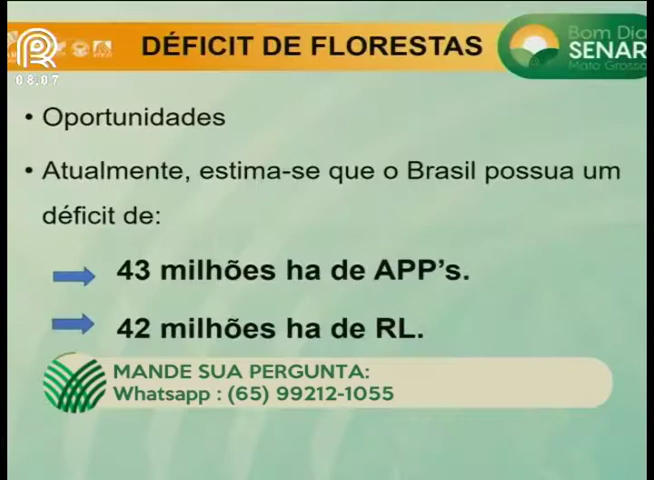 DÉFICIT DE FLORESTAS
Bom Dia
SENAR
Mato Grosso
08.07
• Oportunidades
• Atualmente, estima-se que o Brasil possua um
déficit de:
43 milhões ha de APP’s.
42 milhões ha de RL.
MANDE SUA PERGUNTA:
Whatsapp : (65) 99212-1055